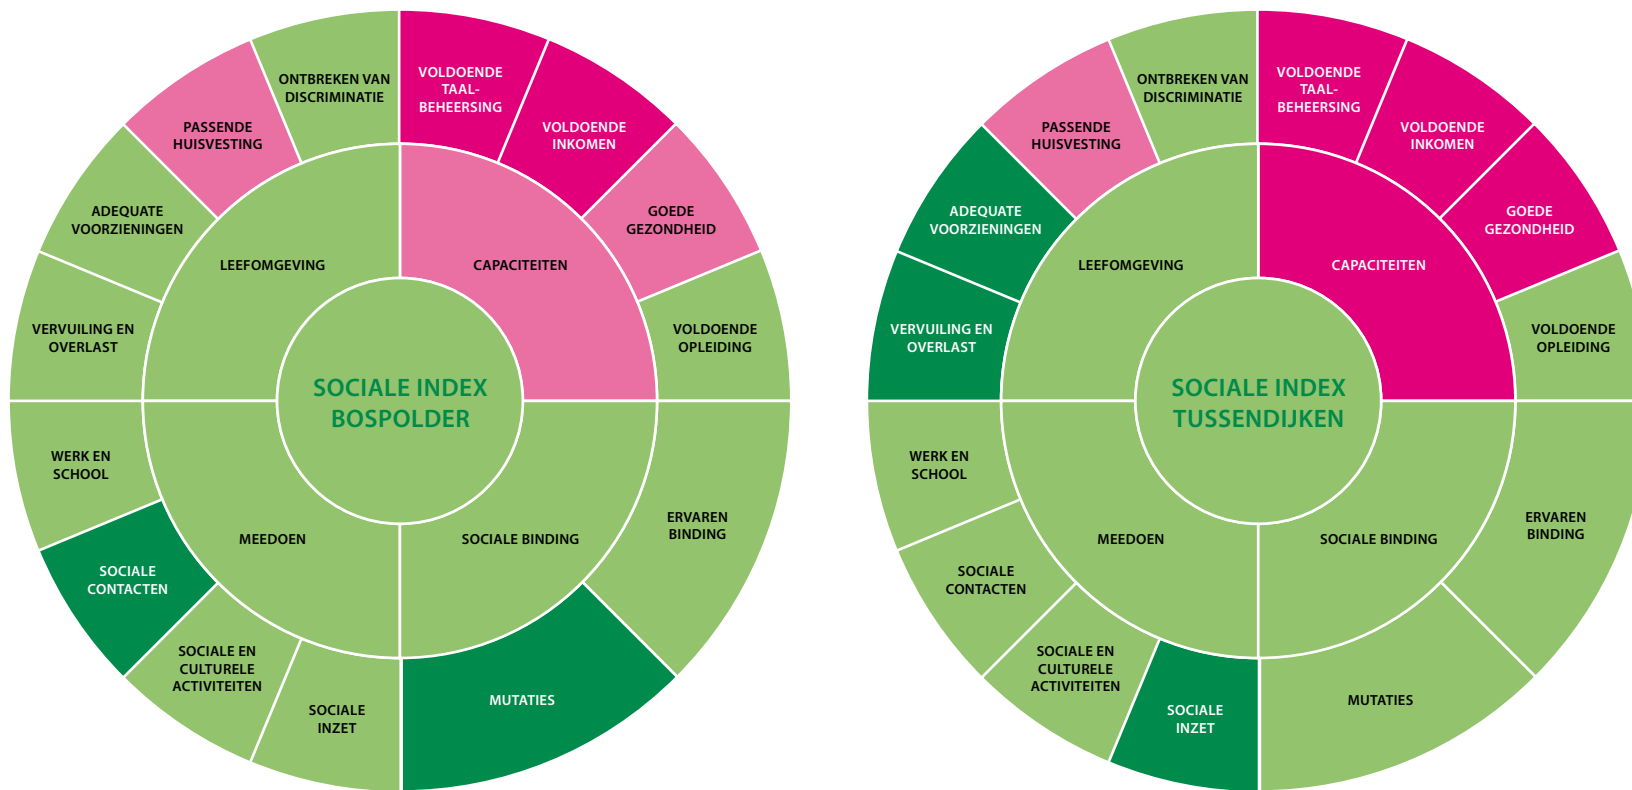 ONTBREKEN VAN
DISCRIMINATIE
VOLDOENDE
TAAL-
BEHEERSING
VOLDOENDE
INKOMEN
PASSENDE
HUISVESTING
GOEDE
GEZONDHEID
ADEQUATE
VOORZIENINGEN
LEEFOMGEVING
CAPACITEITEN
VERVUILING EN
OVERLAST
VOLDOENDE
OPLEIDING
SOCIALE INDEX
BOSPOLDER
WERK EN
SCHOOL
ERVAREN
BINDING
MEEDOEN
SOCIALE BINDING
SOCIALE
CONTACTEN
SOCIALE EN
CULTURELE
ACTIVITEITEN
MUTATIES
SOCIALE
INZET
ONTBREKEN VAN
DISCRIMINATIE
VOLDOENDE
TAAL-
BEHEERSING
VOLDOENDE
INKOMEN
PASSENDE
HUISVESTING
GOEDE
GEZONDHEID
ADEQUATE
VOORZIENINGEN
LEEFOMGEVING
CAPACITEITEN
VERVUILING EN
OVERLAST
VOLDOENDE
OPLEIDING
SOCIALE INDEX
TUSSENDIJKEN
WERK EN
SCHOOL
ERVAREN
BINDING
MEEDOEN
SOCIALE BINDING
SOCIALE
CONTACTEN
SOCIALE EN
CULTURELE
ACTIVITEITEN
MUTATIES
SOCIALE
INZET